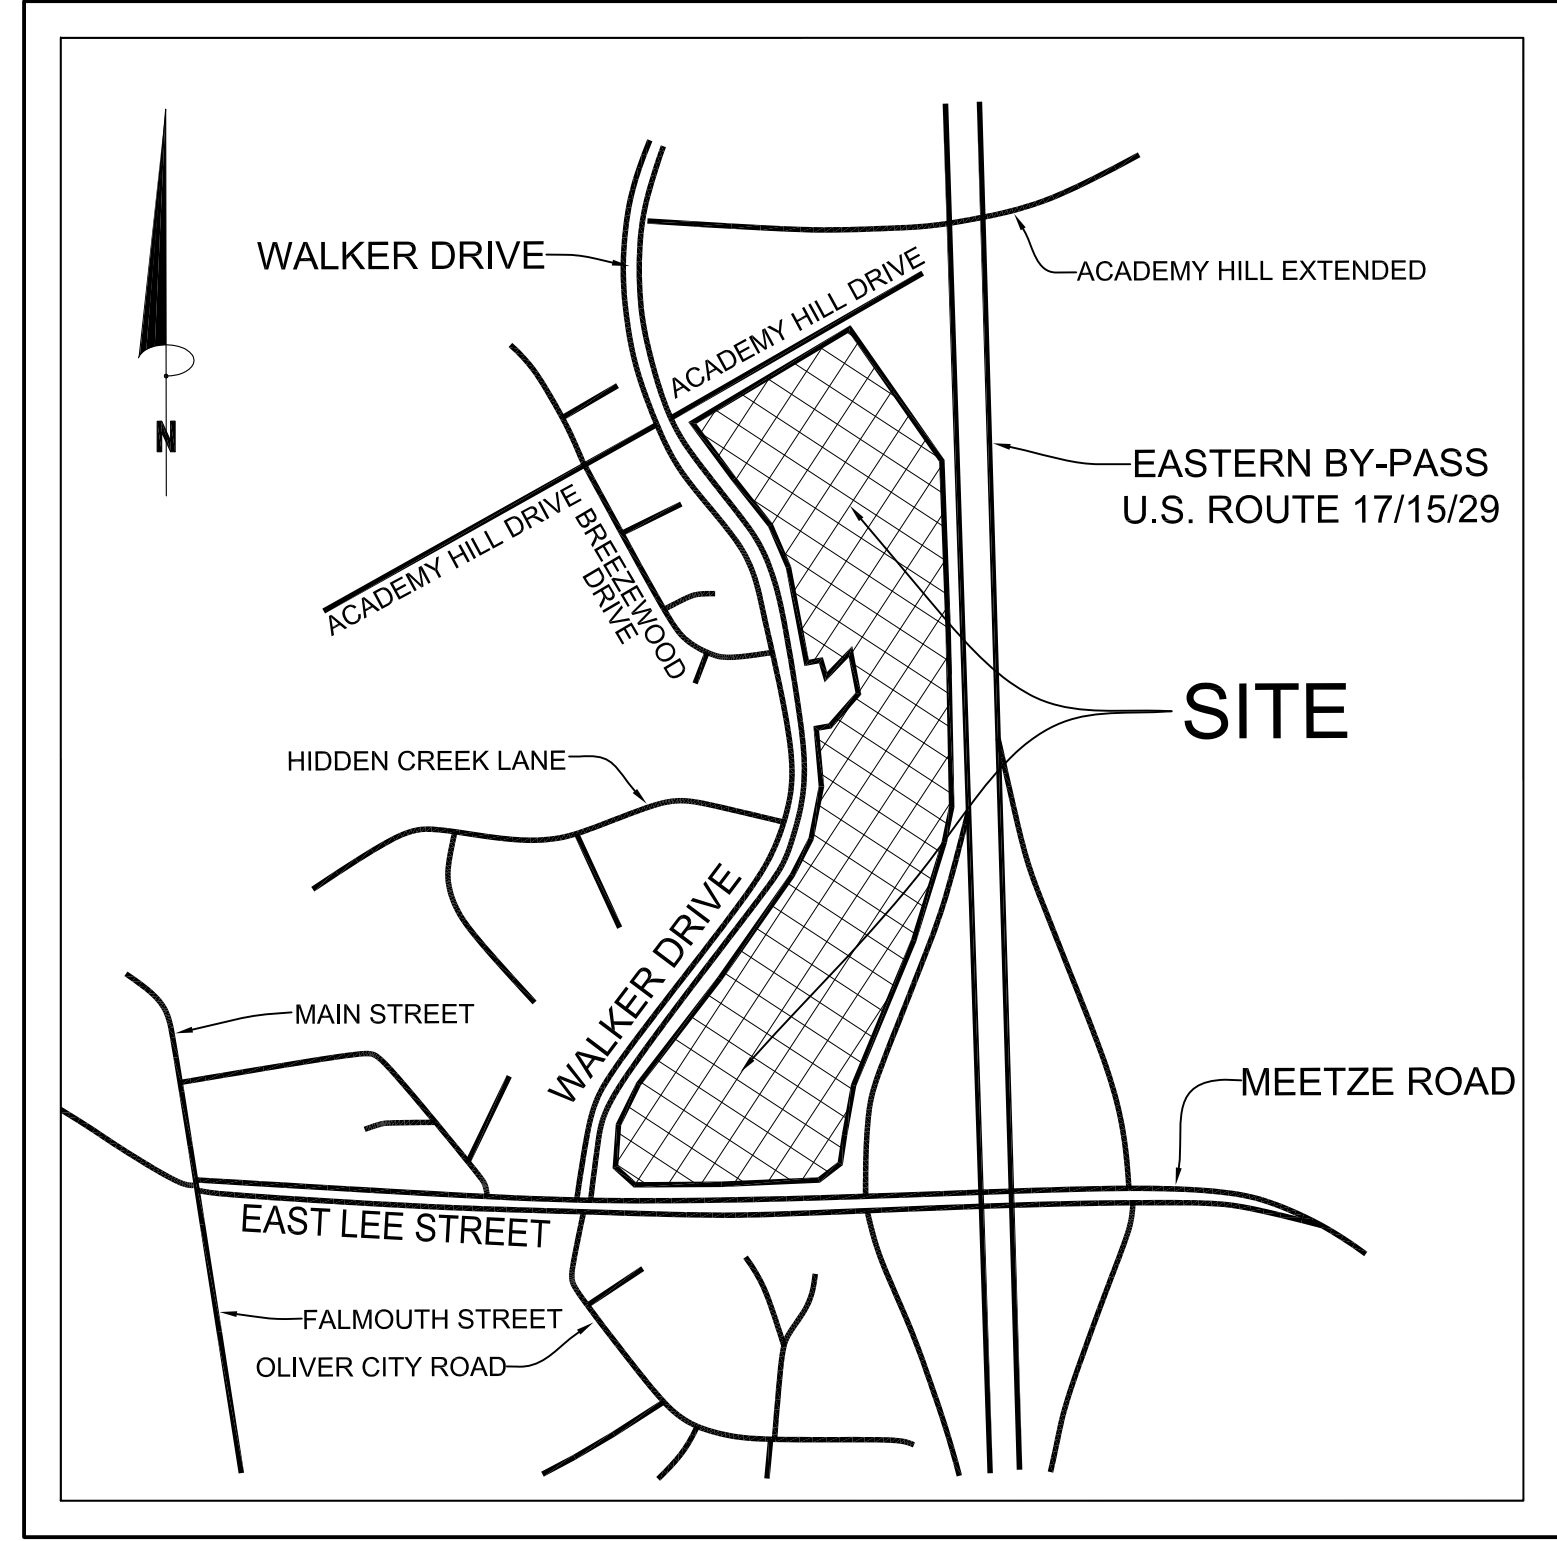 WALKER DRIVE
ACADEMY HILL EXTENDED
ACADEMY HILL DRIVE
N
EASTERN BY-PASS
U.S. ROUTE 17/15/29
ACADEMY HILL DRIVE
BREEZEWOOD
DRIVE
SITE
HIDDEN CREEK LANE
WALKER DRIVE
MAIN STREET
MEETZE ROAD
EAST LEE STREET
FALMOUTH STREET
OLIVER CITY ROAD